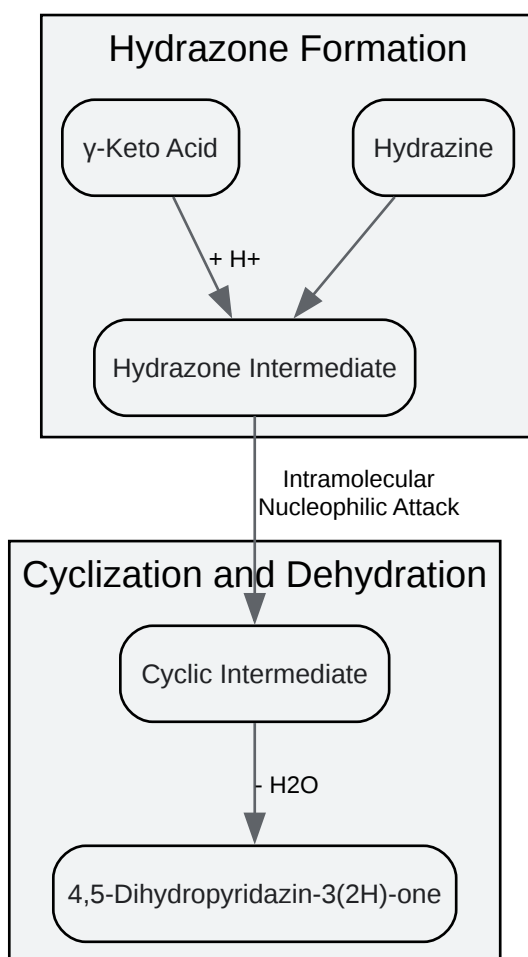 Hydrazone Formation
γ-Keto Acid
Hydrazine
+ H+
Hydrazone Intermediate
Intramolecular
Nucleophilic Attack
Cyclization and Dehydration
Cyclic Intermediate
- H2O
4,5-Dihydropyridazin-3(2H)-one